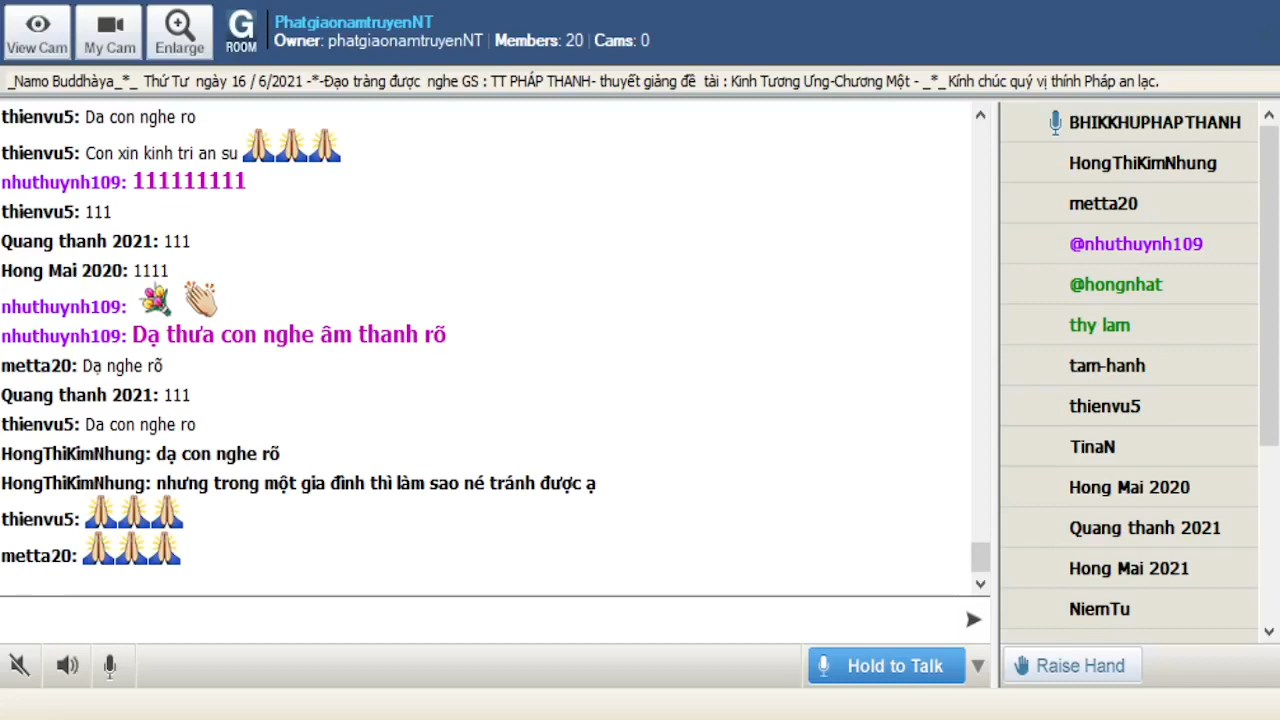 View Cam
My Cam
Enlarge
G
ROOM
PhatgiaonamtruyenNT
Owner: phatgiaonamtruyenNT | Members: 20 | Cams: 0
_Namo Buddhàya_*_ Thứ Tư ngày 16 / 6/2021 -*-Đạo tràng được nghe GS : TT PHÁP THANH- thuyết giảng đề tài : Kinh Tương Ưng-Chương Một - _*_ Kính chúc quý vị thính Pháp an lạc.
thienvu5: Da con nghe ro
thienvu5: Con xin kinh tri an su 🙏🙏🙏
nhuthuynh109: 111111111
thienvu5: 111
Quang thanh 2021: 111
Hong Mai 2020: 1111
nhuthuynh109: 💐 👏
nhuthuynh109: Dạ thưa con nghe âm thanh rõ
metta20: Dạ nghe rõ
Quang thanh 2021: 111
thienvu5: Da con nghe ro
HongThiKimNhung: dạ con nghe rõ
HongThiKimNhung: nhưng trong một gia đình thì làm sao né tránh được ạ
thienvu5: 🙏🙏🙏
metta20: 🙏🙏🙏
BHIKKHUPHAPTHANH
HongThiKimNhung
metta20
@nhuthuynh109
@hongnhat
thy lam
tam-hanh
thienvu5
TinaN
Hong Mai 2020
Quang thanh 2021
Hong Mai 2021
NiemTu
Hold to Talk
Raise Hand